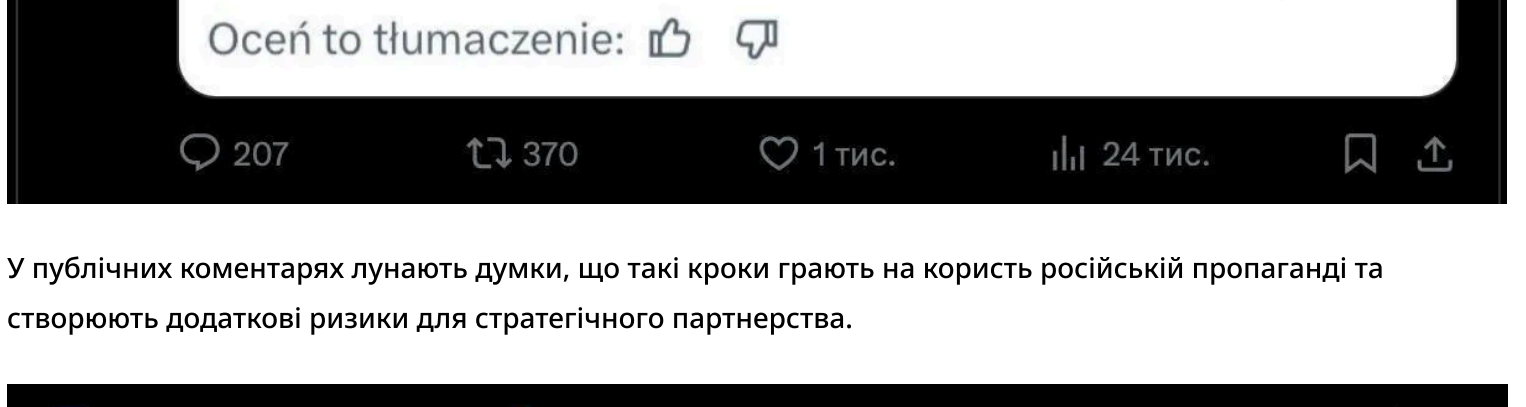 Oceń to tłumaczenie:
207 370 1 тис. 24 тис.
У публічних коментарях лунають думки, що такі кроки грають на користь російській пропаганді та
створюють додаткові ризики для стратегічного партнерства.